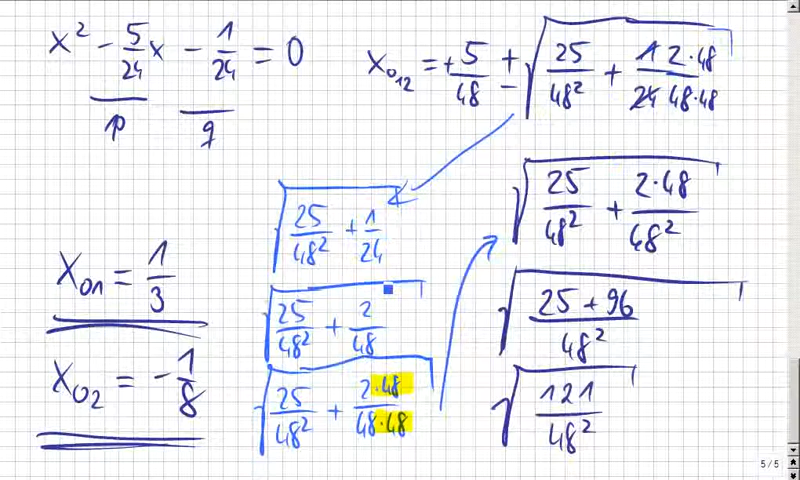 x² - 5/24 x - 1/24 = 0
p q
x₀₁₂ = + 5/48 ± √(25/48² + 1 2·48/24 48·48)
√(25/48² + 1/24)
√(25/48² + 2/48)
√(25/48² + 2·48/48·48)
√(25/48² + 2·48/48²)
√(25+96/48²)
√(121/48²)
x₀₁ = 1/3
x₀₂ = -1/8
5/5